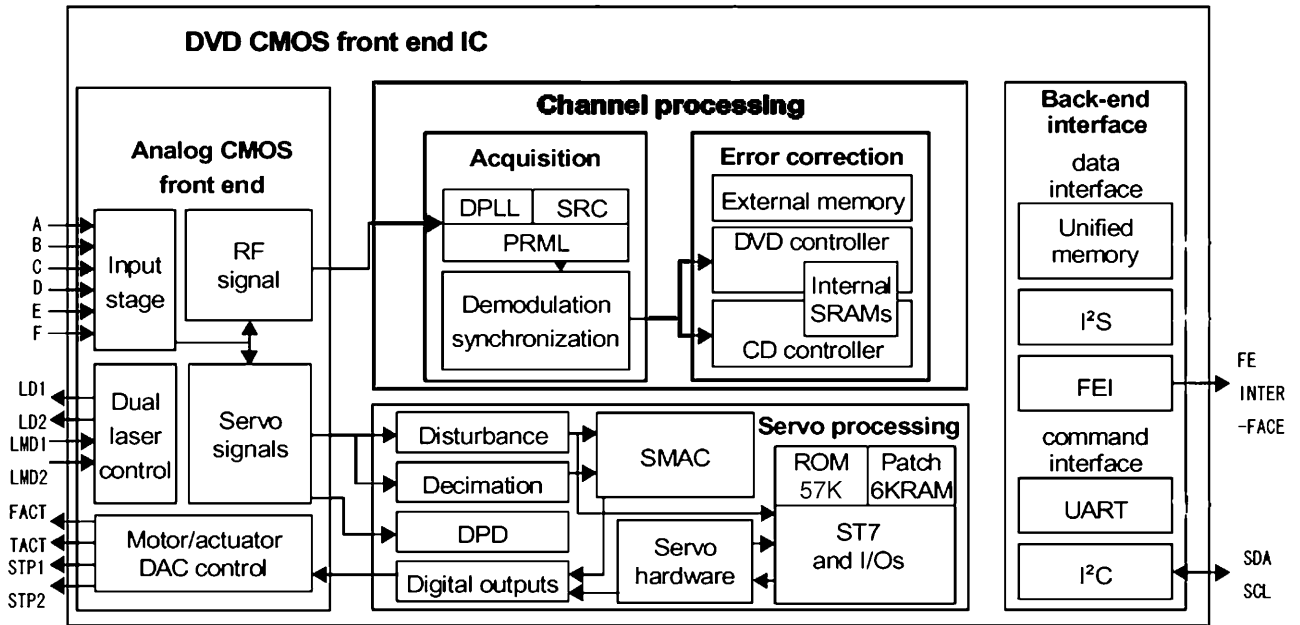 DVD CMOS front end IC
Analog CMOS
front end
A
B
C
D
E
F
Input
stage
RF
signal
LD1
LD2
LMD1
LMD2
Dual
laser
control
Servo
signals
FACT
TACT
STP1
STP2
Motor/actuator
DAC control
Channel processing
Acquisition
DPLL
SRC
PRML
Demodulation
synchronization
Error correction
External memory
DVD controller
Internal
SRAMs
CD controller
Servo processing
Disturbance
Decimation
DPD
Digital outputs
SMAC
Servo
hardware
ROM
57K
Patch
6KRAM
ST7
and I/Os
Back-end
interface
data
interface
Unified
memory
I²S
FEI
command
interface
UART
I²C
FE
INTER
-FACE
SDA
SCL